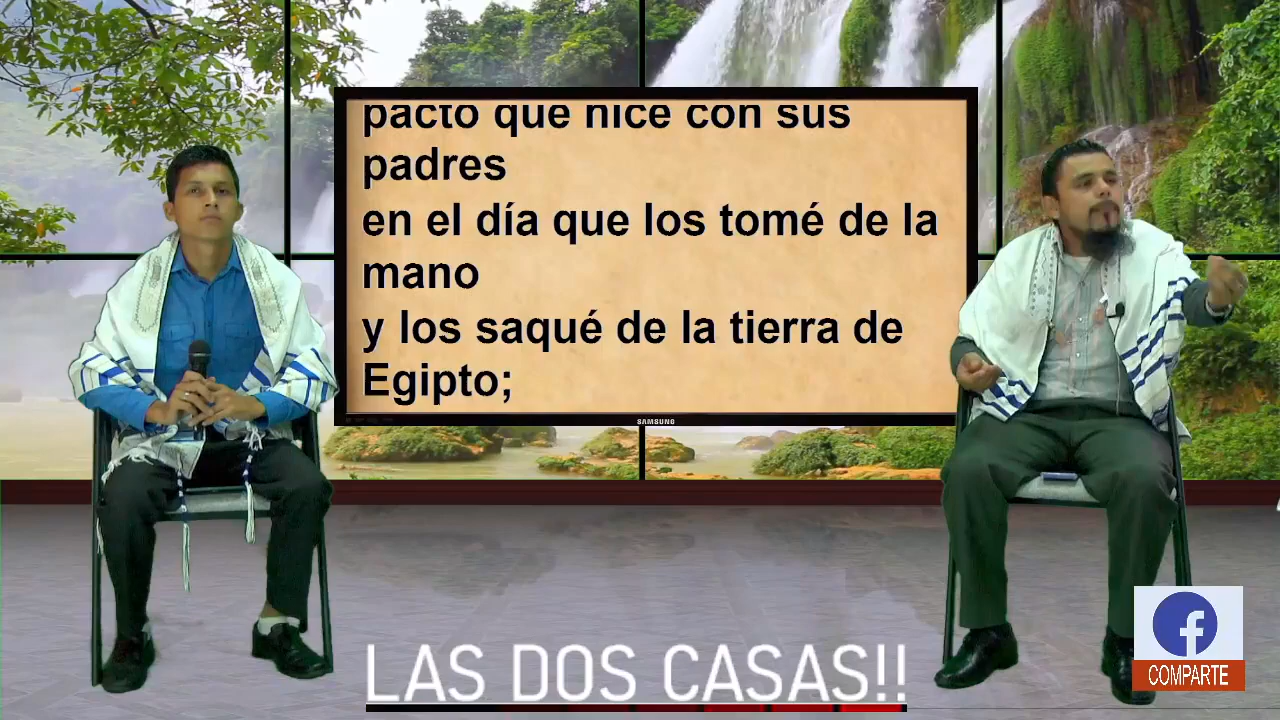 pacto que hice con sus
padres
en el día que los tomé de la
mano
y los saqué de la tierra de
Egipto;
SAMSUNG
LAS DOS CASAS!!
f
COMPARTE